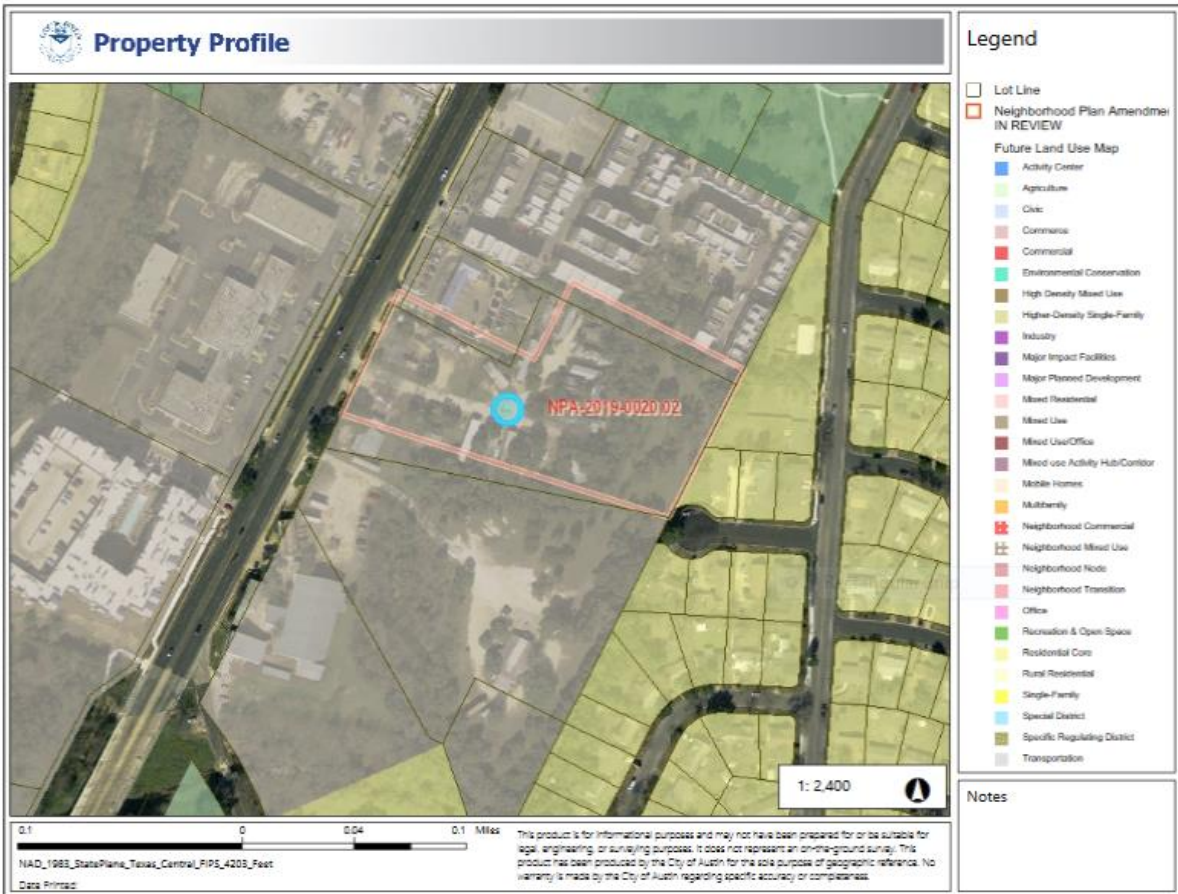 Property Profile
NPA-2019-0020.02
1: 2,400
Legend
Lot Line
Neighborhood Plan Amendme
IN REVIEW
Future Land Use Map
Activity Center
Agriculture
Civic
Commerce
Commercial
Environmental Conservation
High Density Mixed Use
Higher-Density Single-Family
Industry
Major Impact Facilities
Major Planned Development
Mixed Residential
Mixed Use
Mixed Use/Office
Mixed use Activity Hub/Corridor
Mobile Homes
Multifamily
Neighborhood Commercial
Neighborhood Mixed Use
Neighborhood Node
Neighborhood Transition
Office
Recreation & Open Space
Residential Core
Rural Residential
Single-Family
Special District
Specific Regulating District
Transportation
Notes
0.1 0 0.04 0.1 Miles
NAD_1983_StatePlane_Texas_Central_FIPS_4203_Feet
Date Printed:
This product is for informational purposes and may not have been prepared for or be suitable for
legal, engineering, or surveying purposes. It does not represent an on-the-ground survey. This
product has been produced by the City of Austin for the sole purpose of geographic reference. No
warranty is made by the City of Austin regarding specific accuracy or completeness.